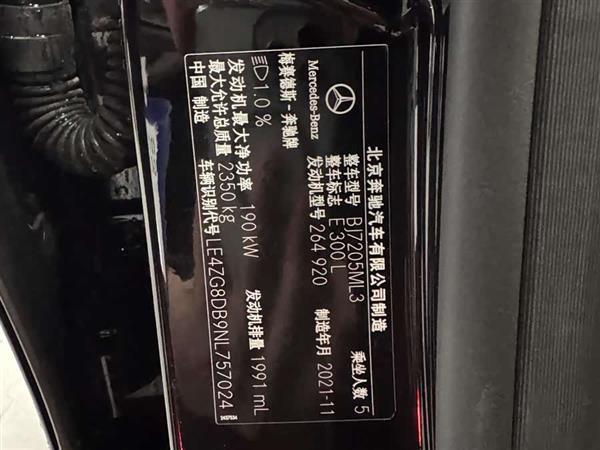 Mercedes-Benz
梅赛德斯-奔驰牌
北京奔驰汽车有限公司制造
整车型号 BJ7205ML3 乘坐人数 5
整车标志 E 300 L
发动机型号 264 920 制造年月 2021-11
1.0 %
发动机最大净功率 190 kW 发动机排量 1991 mL
最大允许总质量 2350 kg
中国 制造 车辆识别代号 LE4ZG8DB9NL757024